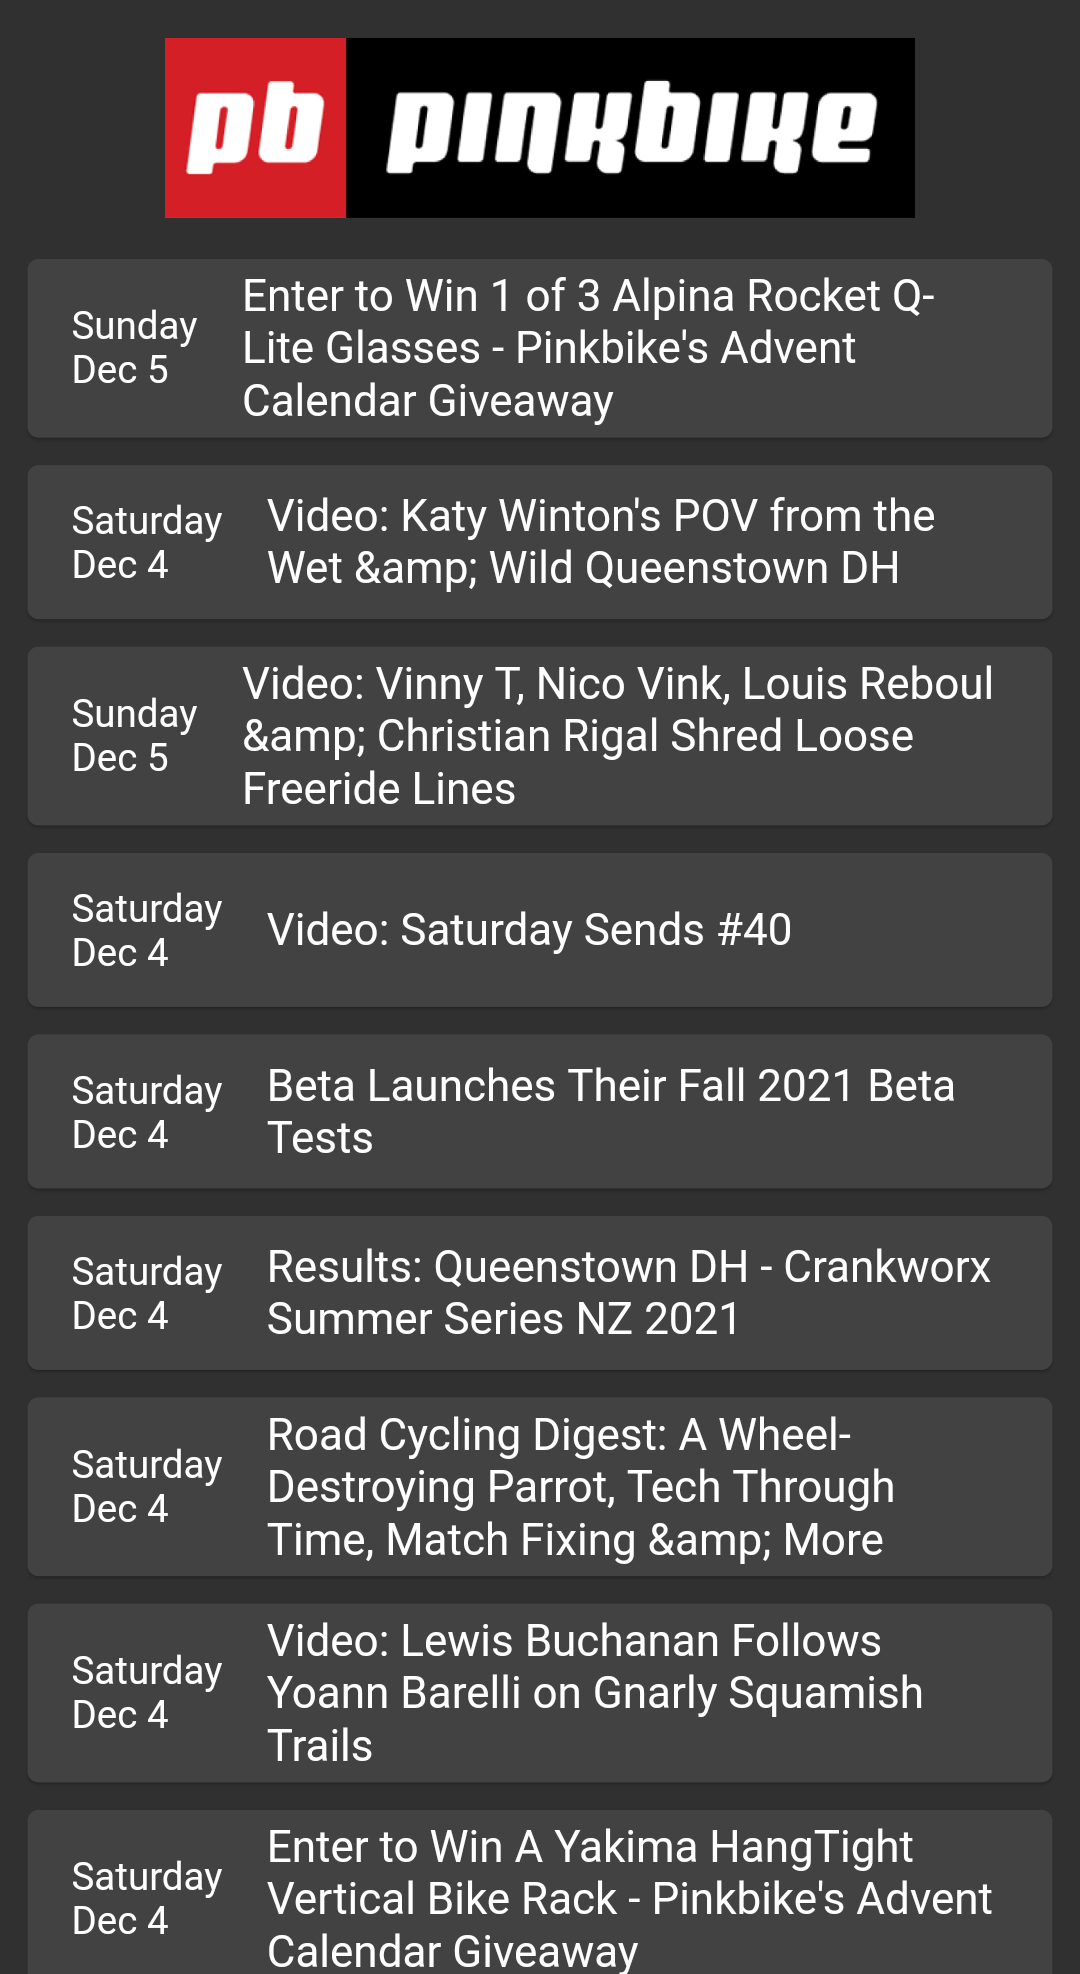 pb pinkbike
Sunday
Dec 5
Enter to Win 1 of 3 Alpina Rocket Q-
Lite Glasses - Pinkbike's Advent
Calendar Giveaway
Saturday
Dec 4
Video: Katy Winton's POV from the
Wet &amp; Wild Queenstown DH
Sunday
Dec 5
Video: Vinny T, Nico Vink, Louis Reboul
&amp; Christian Rigal Shred Loose
Freeride Lines
Saturday
Dec 4
Video: Saturday Sends #40
Saturday
Dec 4
Beta Launches Their Fall 2021 Beta
Tests
Saturday
Dec 4
Results: Queenstown DH - Crankworx
Summer Series NZ 2021
Saturday
Dec 4
Road Cycling Digest: A Wheel-
Destroying Parrot, Tech Through
Time, Match Fixing &amp; More
Saturday
Dec 4
Video: Lewis Buchanan Follows
Yoann Barelli on Gnarly Squamish
Trails
Saturday
Dec 4
Enter to Win A Yakima HangTight
Vertical Bike Rack - Pinkbike's Advent
Calendar Giveaway